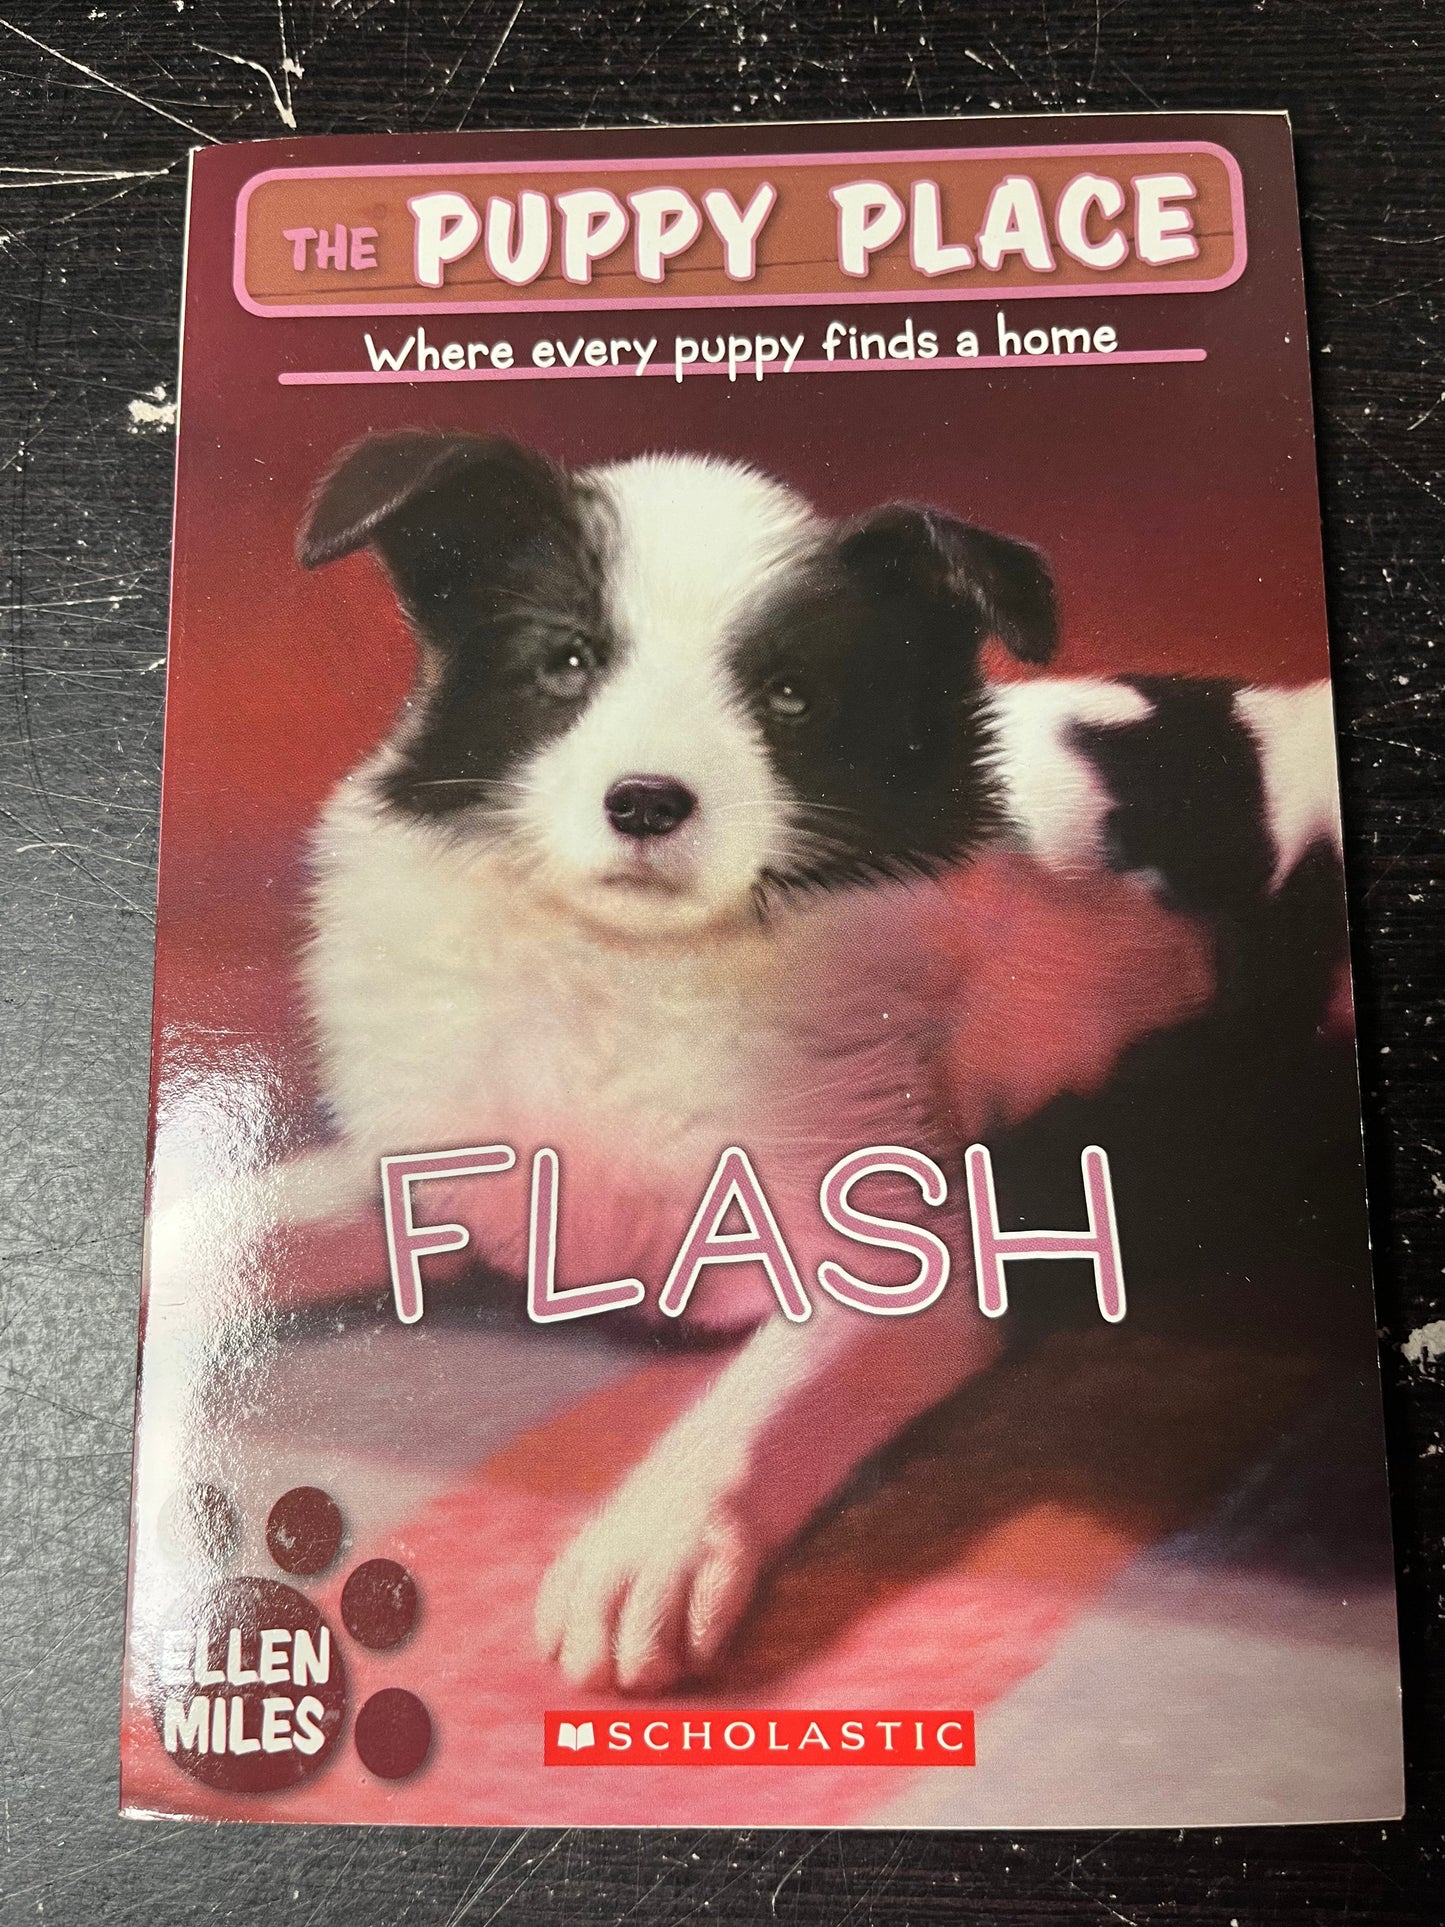 THE PUPPY PLACE
Where every puppy finds a home
FLASH
ELLEN
MILES
SCHOLASTIC